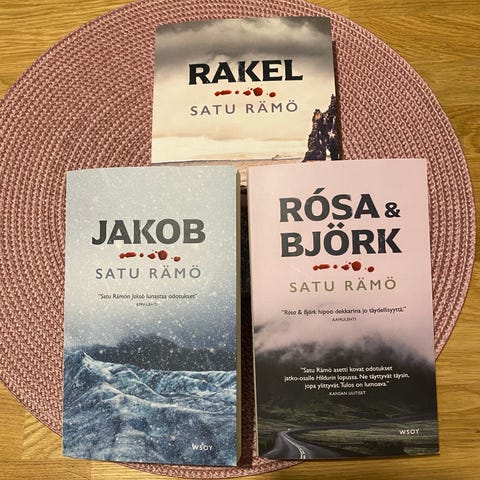 RAKEL
SATU RÄMÖ
JAKOB
SATU RÄMÖ
"Satu Rämön Jakob lunastaa odotukset"
KMV-LEHTI
WSOY
RÓSA &
BJÖRK
SATU RÄMÖ
"Rósa & Björk hipoo dekkarina jo täydellisyyttä."
AAMULEHTI
"Satu Rämö asetti kovat odotukset
jatko-osalle Hildurin lopussa. Ne täyttyvät täysin,
jopa ylittyvät. Tulos on lumoava."
KANSAN UUTISET
WSOY